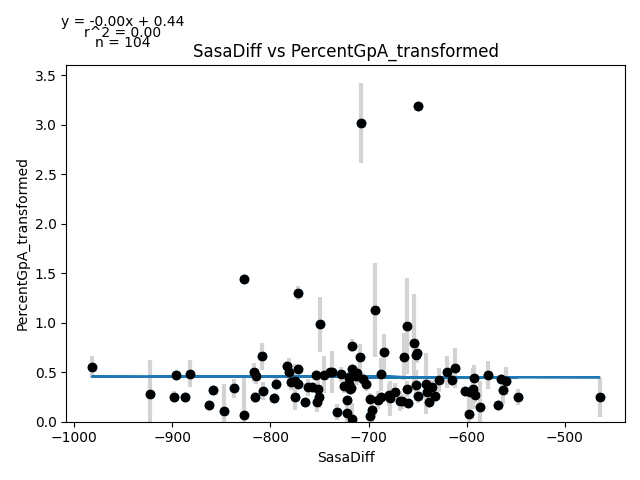 y = -0.00x + 0.44
r^2 = 0.00
n = 104
SasaDiff vs PercentGpA_transformed
PercentGpA_transformed
3.5
3.0
2.5
2.0
1.5
1.0
0.5
0.0
−1000 −900 −800 −700 −600 −500
SasaDiff